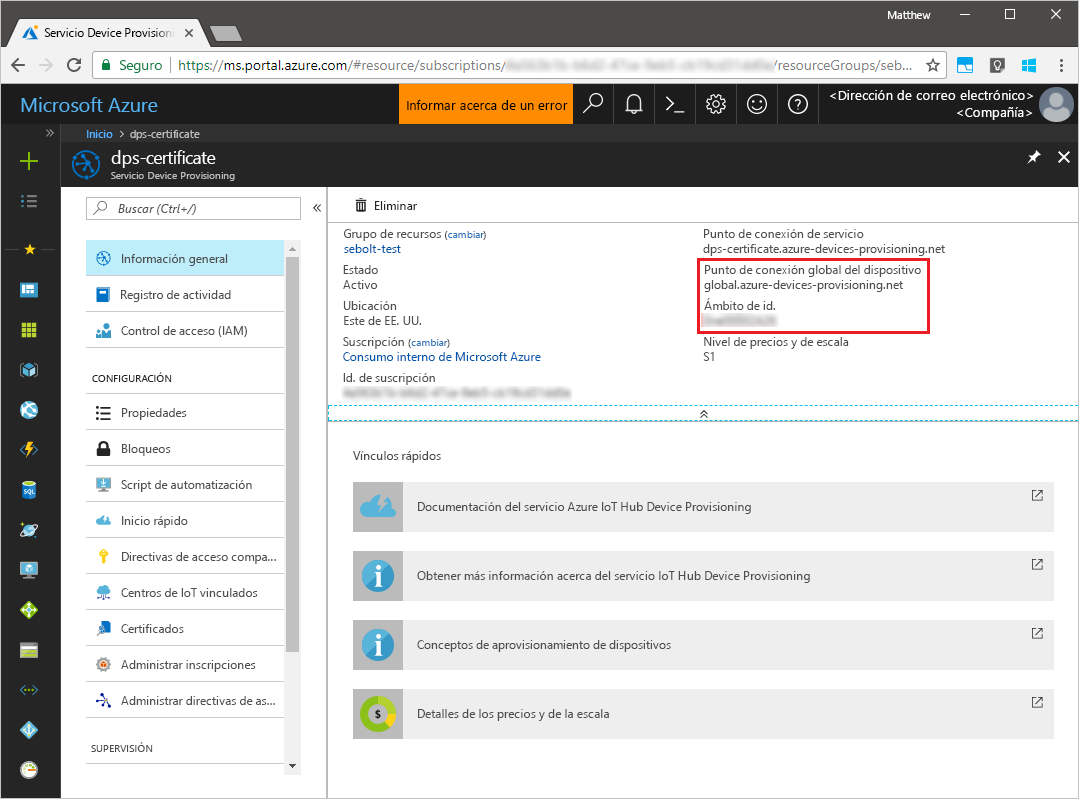 Matthew
Servicio Device Provision
Seguro
https://ms.portal.azure.com/#resource/subscriptions/
/resourceGroups/seb...
Microsoft Azure
Informar acerca de un error
<Dirección de correo electrónico>
<Compañía>
Inicio > dps-certificate
dps-certificate
Servicio Device Provisioning
Buscar (Ctrl+/)
Información general
Registro de actividad
Control de acceso (IAM)
CONFIGURACIÓN
Propiedades
Bloqueos
Script de automatización
Inicio rápido
Directivas de acceso compa...
Centros de IoT vinculados
Certificados
Administrar inscripciones
Administrar directivas de as...
SUPERVISIÓN
SQL
Eliminar
Grupo de recursos (cambiar)
sebolt-test
Estado
Activo
Ubicación
Este de EE. UU.
Suscripción (cambiar)
Consumo interno de Microsoft Azure
Id. de suscripción
Punto de conexión de servicio
dps-certificate.azure-devices-provisioning.net
Punto de conexión global del dispositivo
global.azure-devices-provisioning.net
Ámbito de id.
Nivel de precios y de escala
S1
Vínculos rápidos
Documentación del servicio Azure IoT Hub Device Provisioning
Obtener más información acerca del servicio IoT Hub Device Provisioning
Conceptos de aprovisionamiento de dispositivos
Detalles de los precios y de la escala